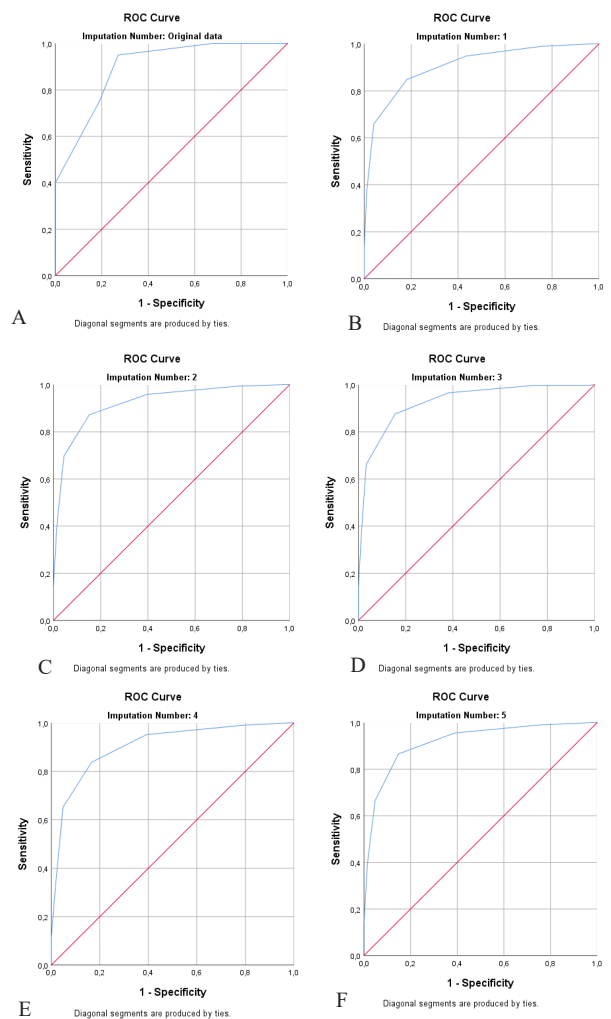 ROC Curve
Imputation Number: Original data
1,0
0,8
0,6
0,4
0,2
0,0
Sensitivity
0,0 0,2 0,4 0,6 0,8 1,0
1 - Specificity
A
Diagonal segments are produced by ties.
ROC Curve
Imputation Number: 1
1,0
0,8
0,6
0,4
0,2
0,0
Sensitivity
0,0 0,2 0,4 0,6 0,8 1,0
1 - Specificity
B
Diagonal segments are produced by ties.
ROC Curve
Imputation Number: 2
1,0
0,8
0,6
0,4
0,2
0,0
Sensitivity
0,0 0,2 0,4 0,6 0,8 1,0
1 - Specificity
C
Diagonal segments are produced by ties.
ROC Curve
Imputation Number: 3
1,0
0,8
0,6
0,4
0,2
0,0
Sensitivity
0,0 0,2 0,4 0,6 0,8 1,0
1 - Specificity
D
Diagonal segments are produced by ties.
ROC Curve
Imputation Number: 4
1,0
0,8
0,6
0,4
0,2
0,0
Sensitivity
0,0 0,2 0,4 0,6 0,8 1,0
1 - Specificity
E
Diagonal segments are produced by ties.
ROC Curve
Imputation Number: 5
1,0
0,8
0,6
0,4
0,2
0,0
Sensitivity
0,0 0,2 0,4 0,6 0,8 1,0
1 - Specificity
F
Diagonal segments are produced by ties.